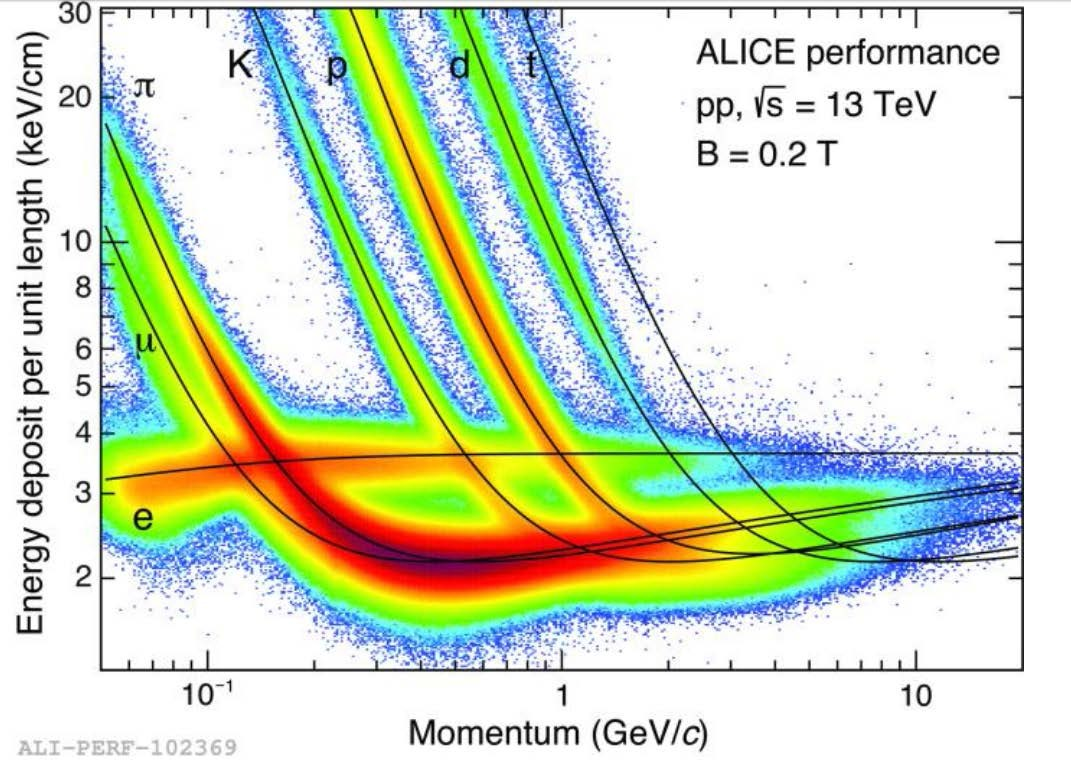 Energy deposit per unit length (keV/cm)
30
20
10
8
6
5
4
3
2
π
μ
e
K
p
d
t
ALICE performance
pp, √s = 13 TeV
B = 0.2 T
10⁻¹
1
10
Momentum (GeV/c)
ALI-PERF-102369